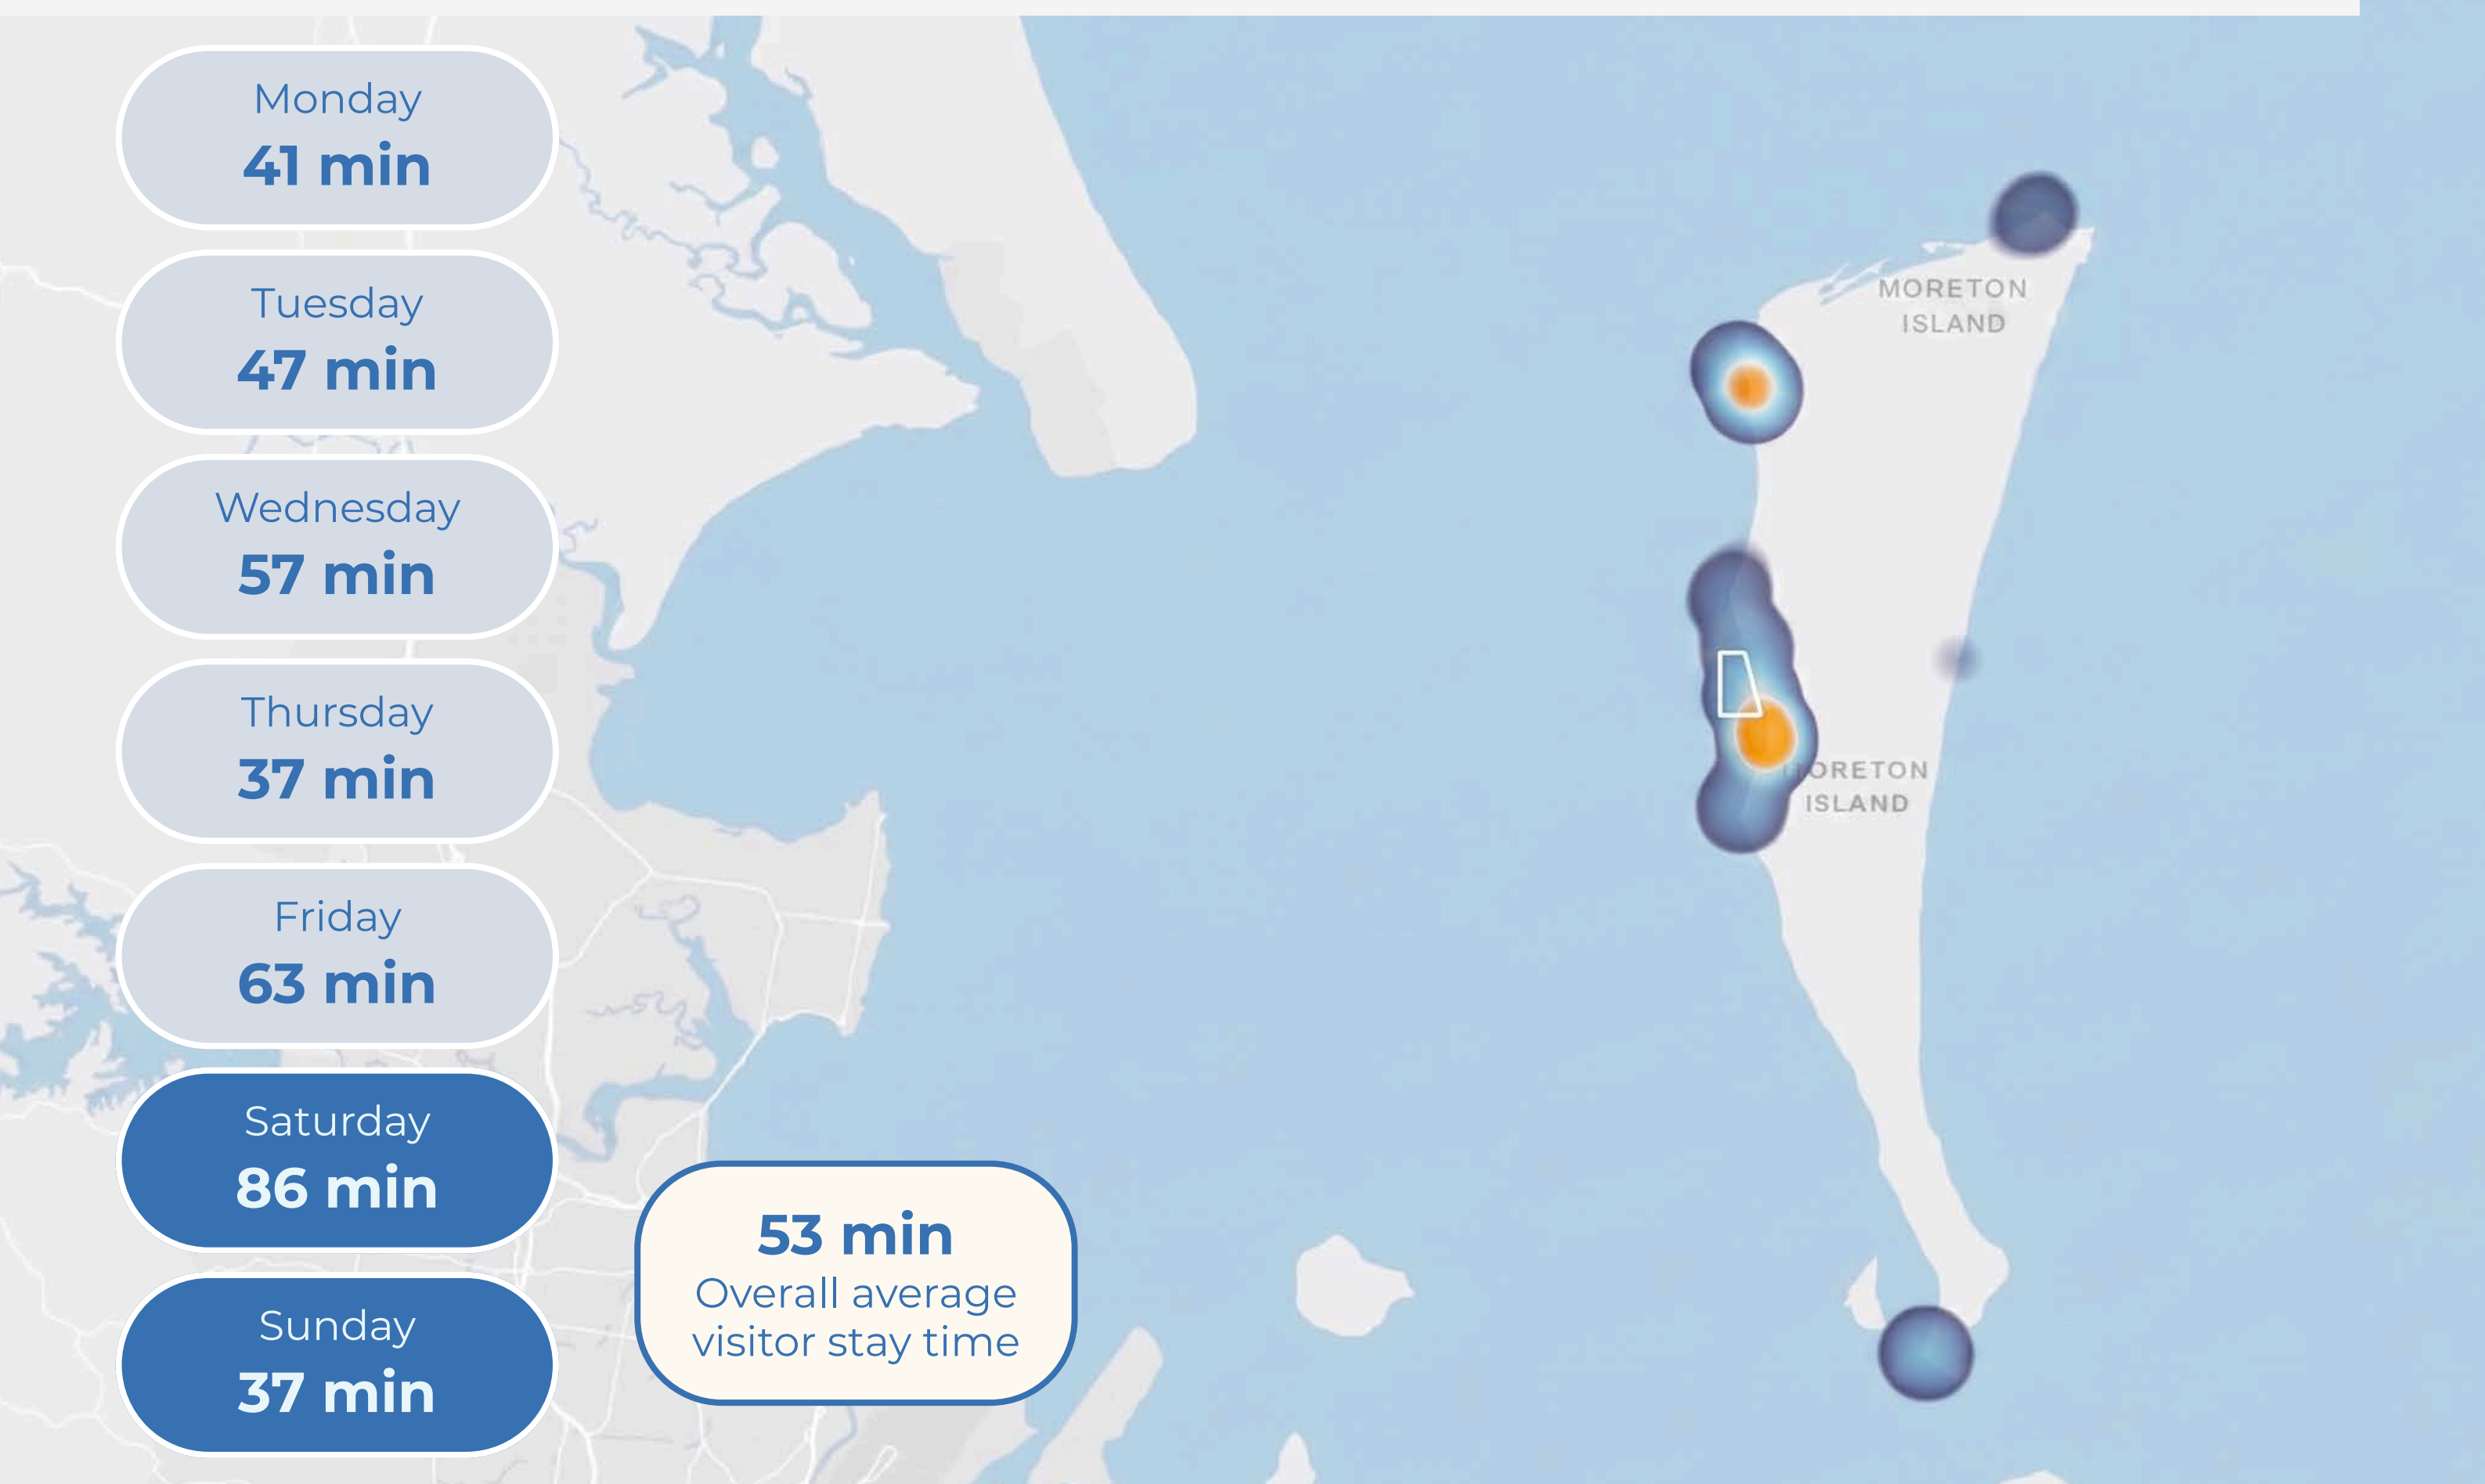 Monday
41 min
Tuesday
47 min
Wednesday
57 min
Thursday
37 min
Friday
63 min
Saturday
86 min
Sunday
37 min
53 min
Overall average
visitor stay time
MORETON
ISLAND
MORETON
ISLAND